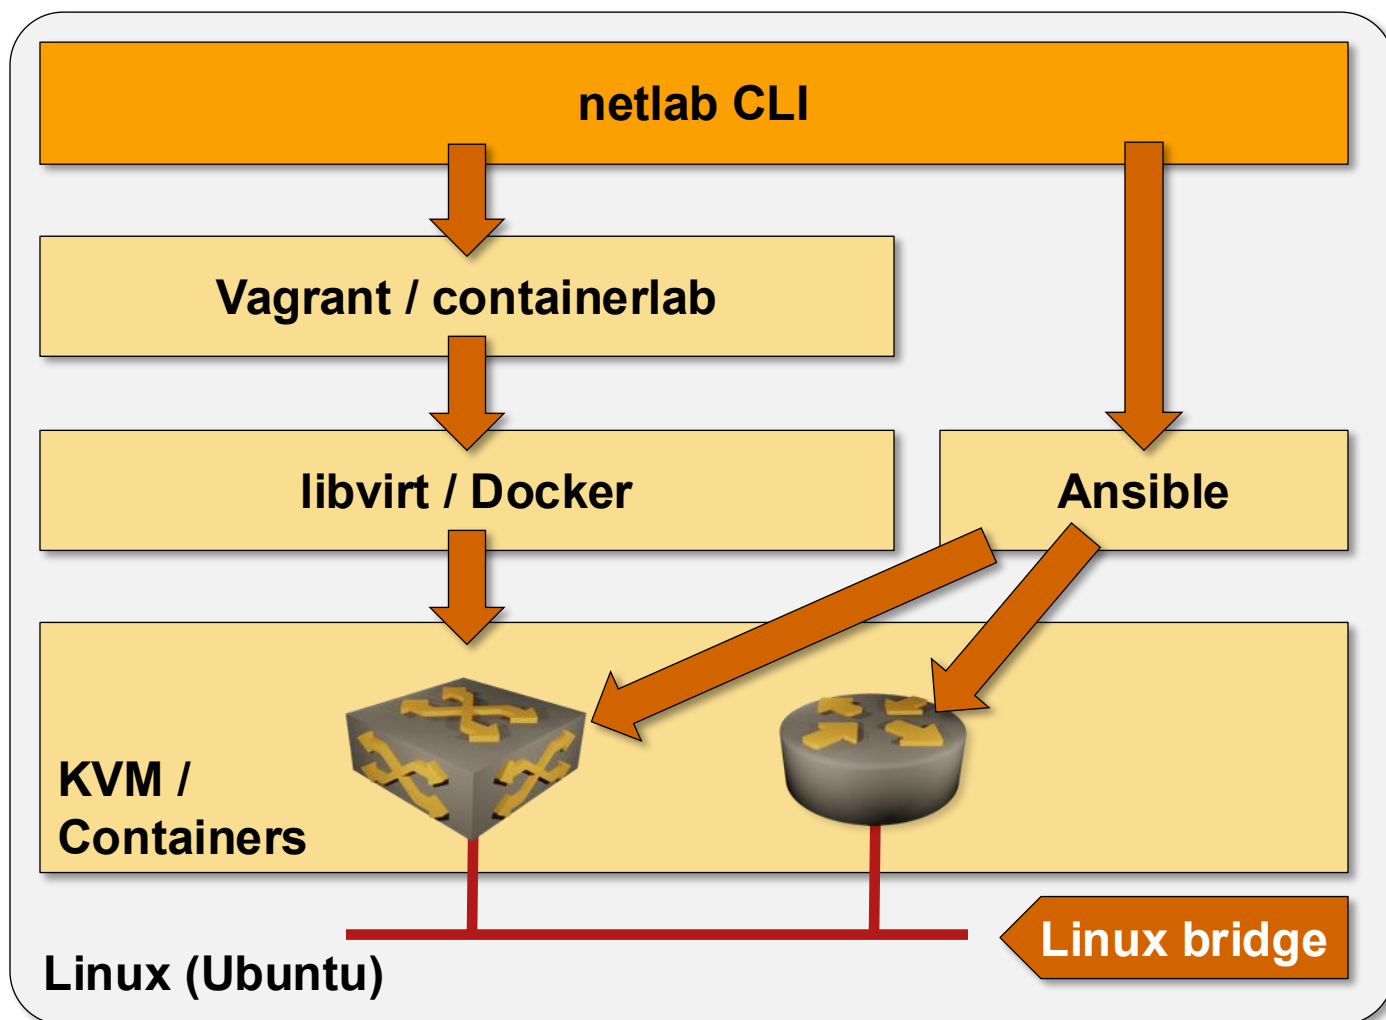 netlab CLI
Vagrant / containerlab
libvirt / Docker
Ansible
KVM /
Containers
Linux bridge
Linux (Ubuntu)